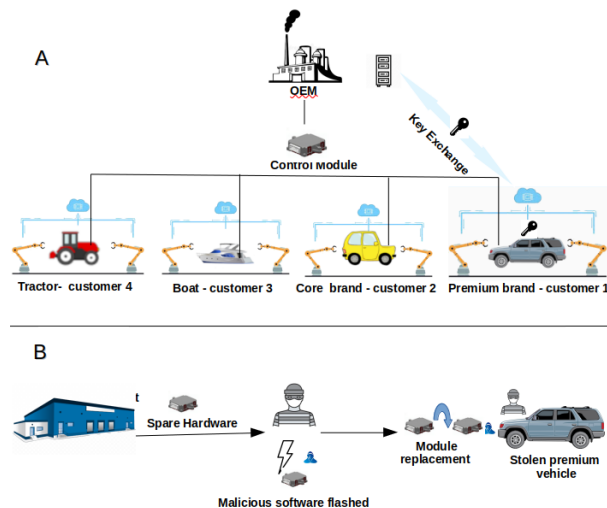 A
OEM
Key Exchange
Control Module
Tractor- customer 4
Boat - customer 3
Core brand - customer 2
Premium brand - customer 1
B
t
Spare Hardware
Malicious software flashed
Module
replacement
Stolen premium
vehicle